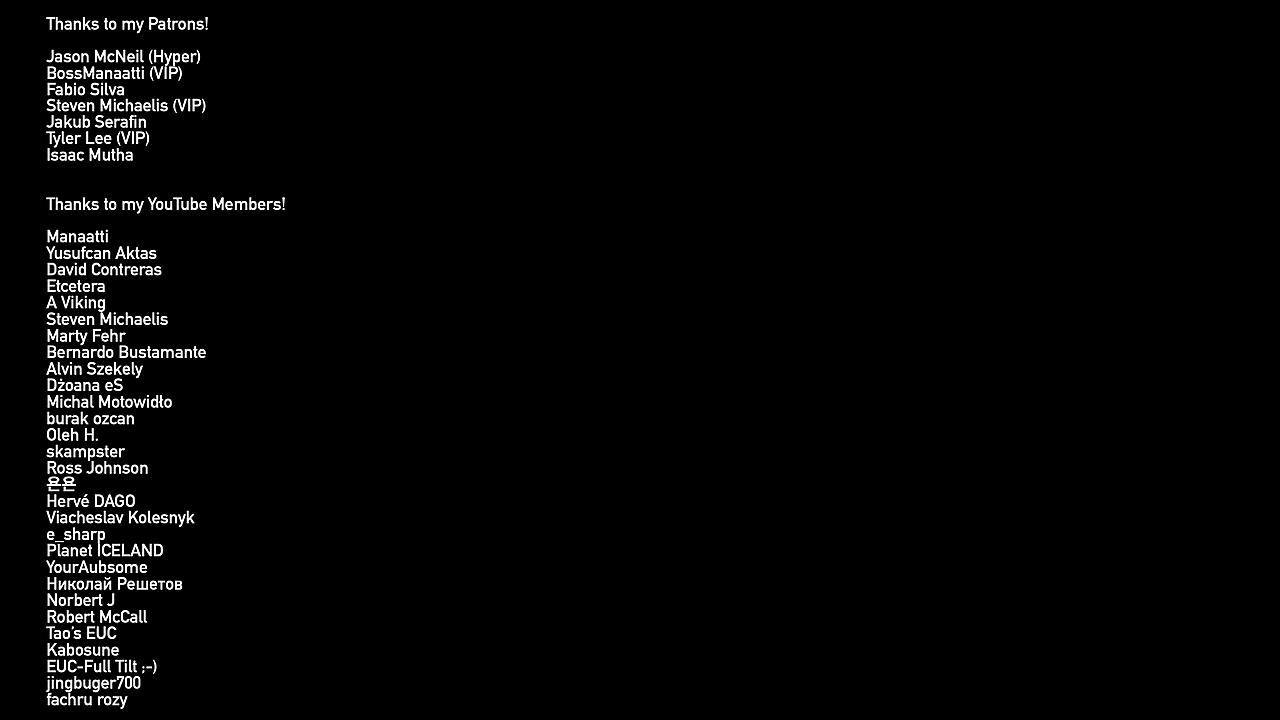 Thanks to my Patrons!
Jason McNeil (Hyper)
BossManaatti (VIP)
Fabio Silva
Steven Michaelis (VIP)
Jakub Serafin
Tyler Lee (VIP)
Isaac Mutha
Thanks to my YouTube Members!
Manaatti
Yusufcan Aktas
David Contreras
Etcetera
A Viking
Steven Michaelis
Marty Fehr
Bernardo Bustamante
Alvin Szekely
Dżoana eS
Michal Motowidło
burak ozcan
Oleh H.
skampster
Ross Johnson
Hervé DAGO
Viacheslav Kolesnyk
e_sharp
Planet ICELAND
YourAubsome
Николай Решетов
Norbert J
Robert McCall
Tao's EUC
Kabosune
EUC-Full Tilt ;-)
jingbuger700
fachru rozy